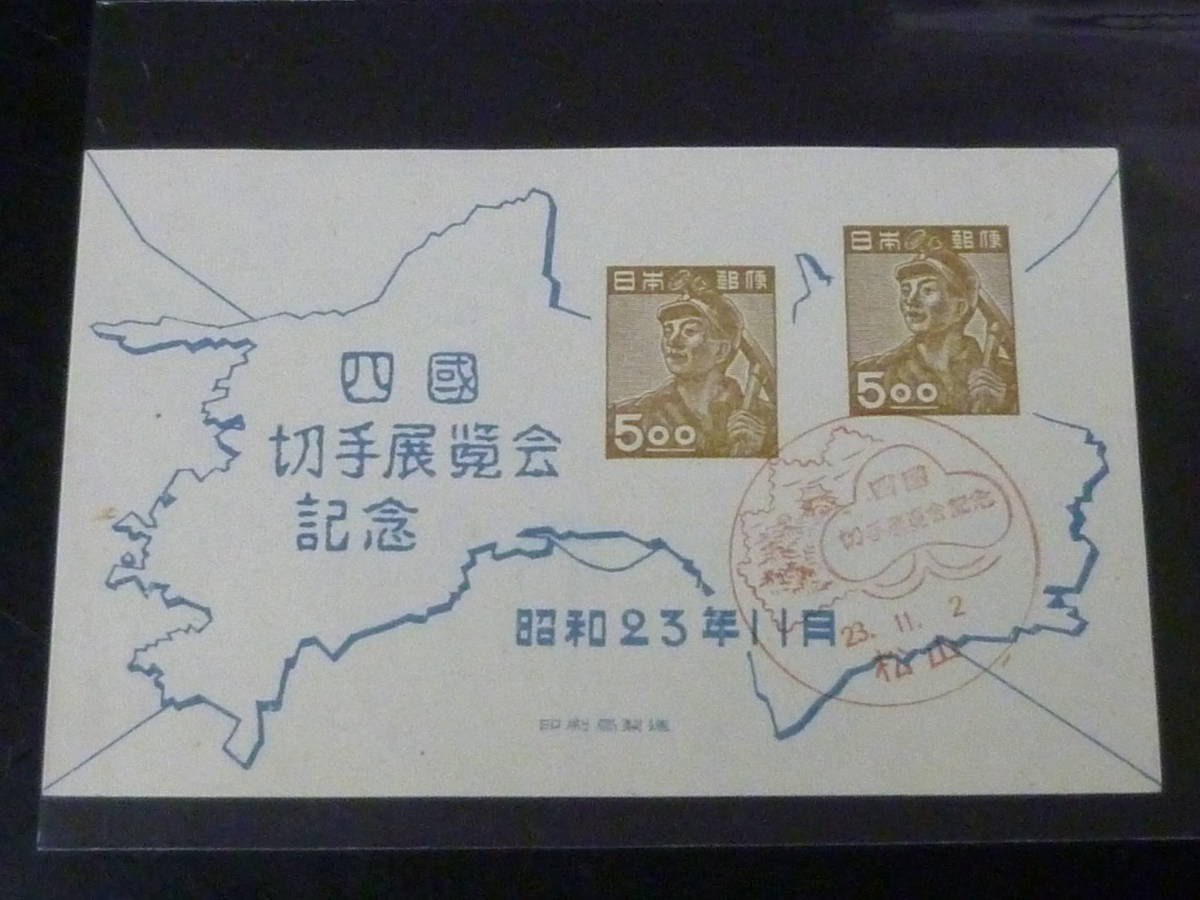 四國
切手展覧会
記念
日本郵便
5.00
日本郵便
5.00
四國
切手展覧会記念
23. 11. 2
松山
昭和23年11月
印刷局製造